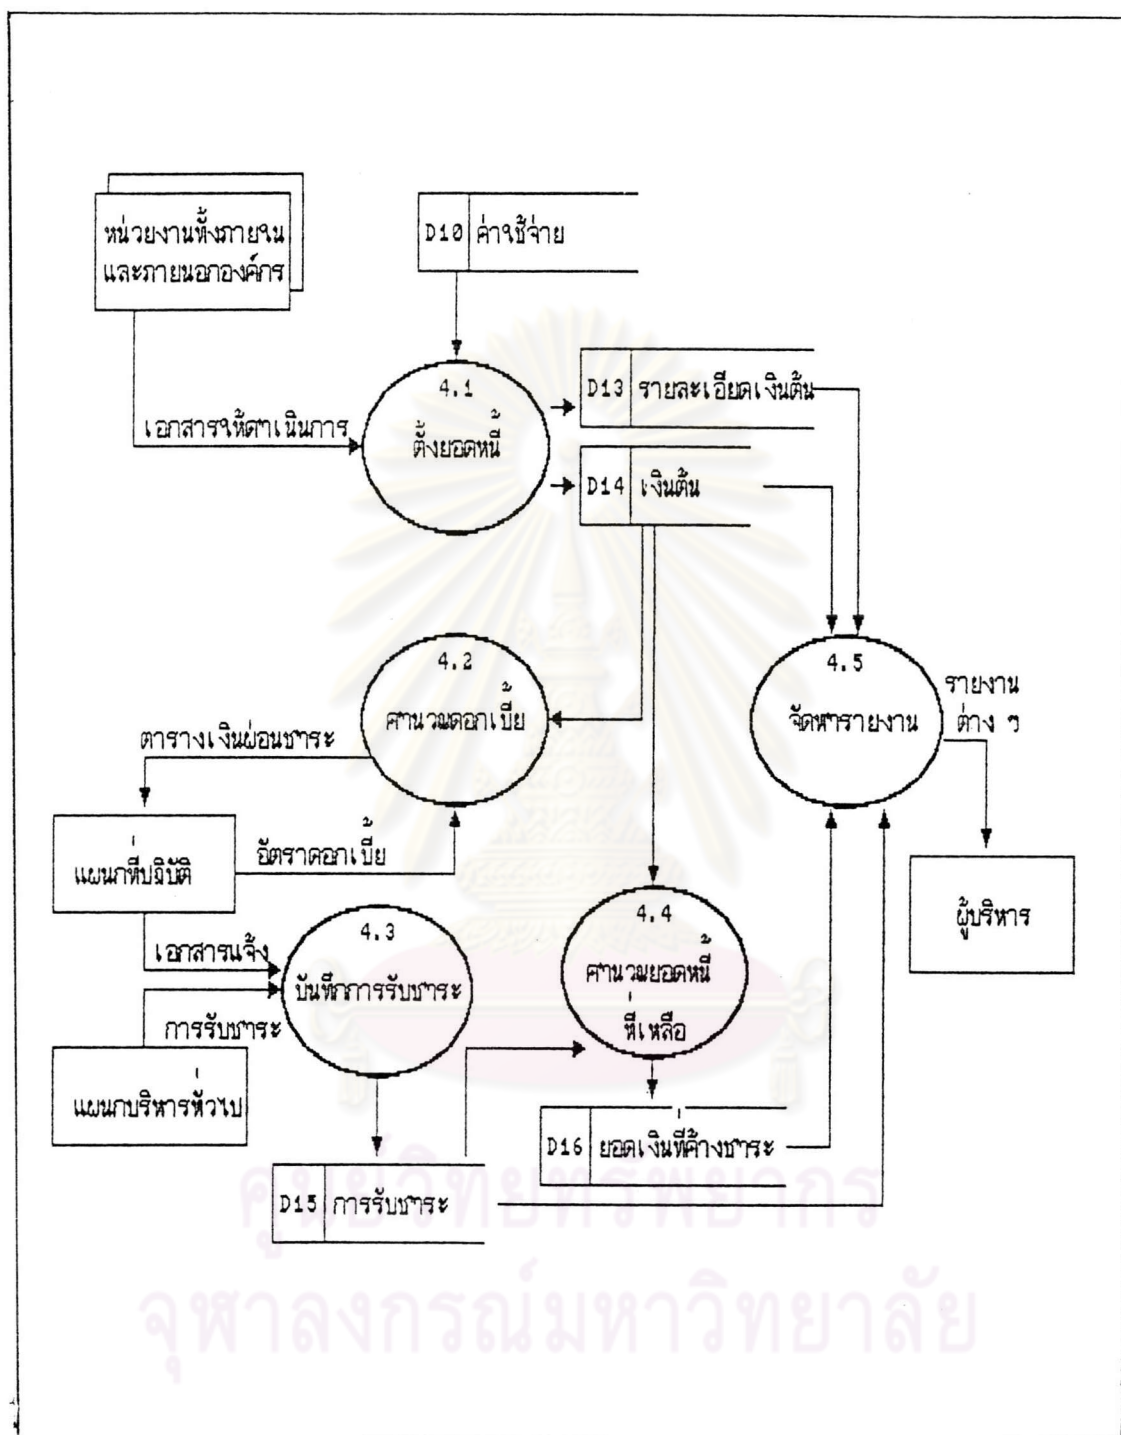 หน่วยงานทั้งภายใน
และภายนอกองค์กร
D10 ค่าใช้จ่าย
4.1
ตั้งยอดหนี้
เอกสารให้ดำเนินการ
D13 รายละเอียดเงินต้น
D14 เงินต้น
4.2
คำนวณดอกเบี้ย
4.5
จัดทำรายงาน
รายงาน
ต่าง ๆ
ตารางเงินผ่อนชำระ
แผนกที่ปฏิบัติ
อัตราดอกเบี้ย
ผู้บริหาร
เอกสารแจ้ง
4.3
บันทึกการรับชำระ
4.4
คำนวณยอดหนี้
ที่เหลือ
การรับชำระ
แผนกบริหารทั่วไป
D16 ยอดเงินที่ค้างชำระ
D15 การรับชำระ
ศูนย์วิทยทรัพยากร
จุฬาลงกรณ์มหาวิทยาลัย